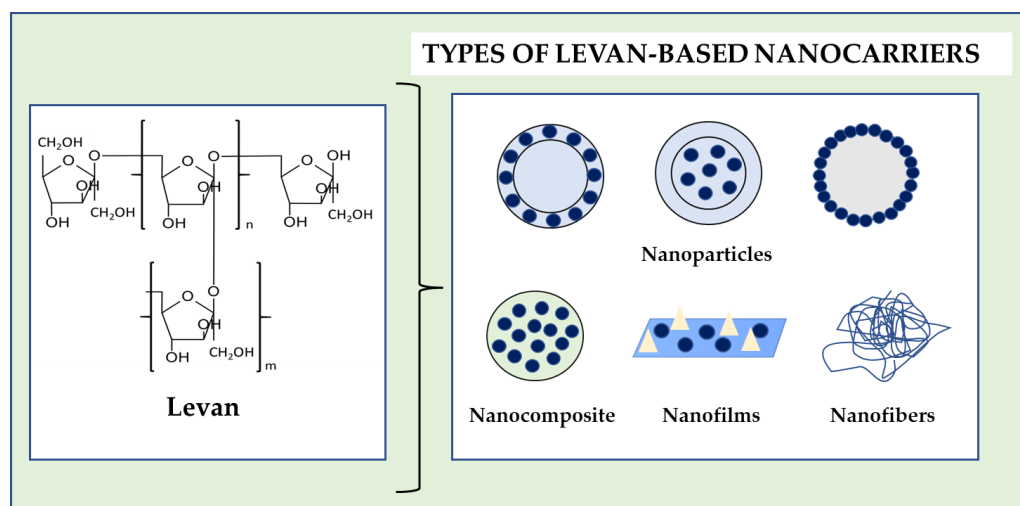 TYPES OF LEVAN-BASED NANOCARRIERS
CH₂OH
O
O
OH
CH₂OH
OH
O
OH
OH
n
O
O
OH
OH
CH₂OH
O
O
OH
OH
CH₂OH
m
Levan
Nanoparticles
Nanocomposite
Nanofilms
Nanofibers